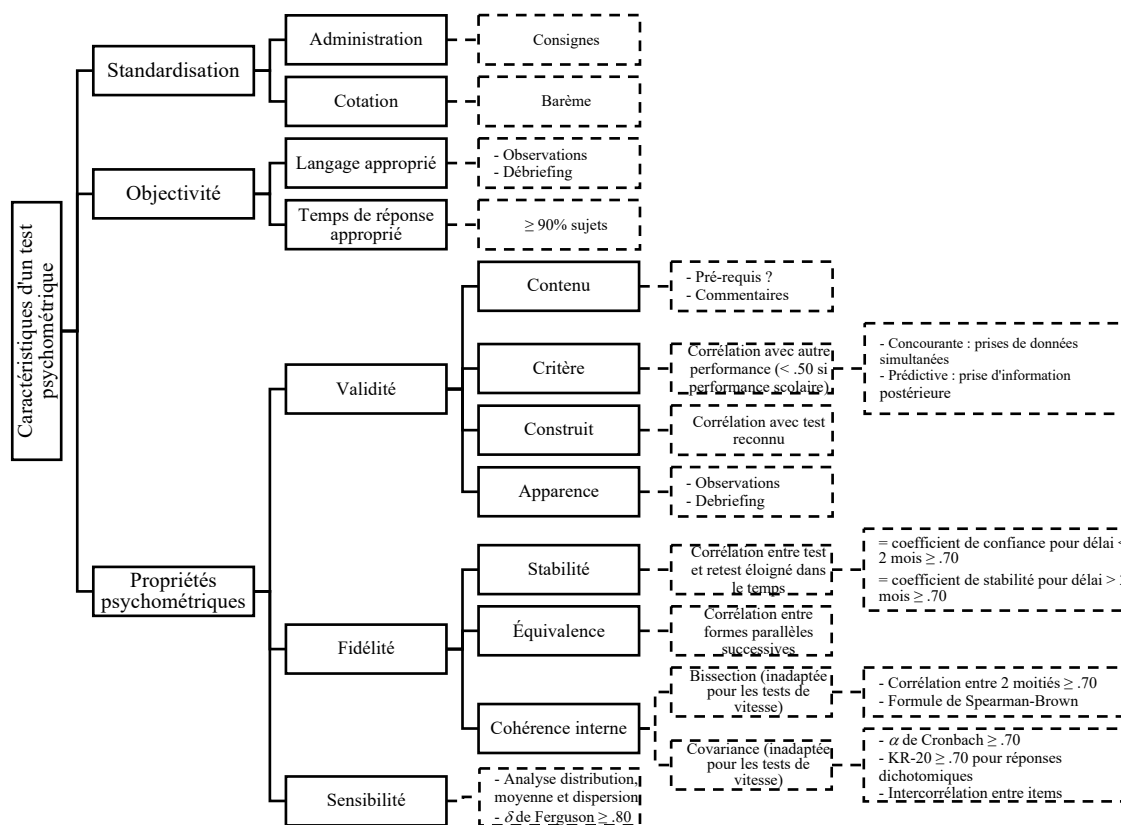 Caractéristiques d'un test
psychométrique
Standardisation
Administration
Consignes
Cotation
Barème
Objectivité
Langage approprié
- Observations
- Débriefing
Temps de réponse
approprié
≥ 90% sujets
Propriétés
psychométriques
Validité
Contenu
- Pré-requis ?
- Commentaires
Critère
Corrélation avec autre
performance (< .50 si
performance scolaire)
- Concourante : prises de données
simultanées
- Prédictive : prise d'information
postérieure
Construit
Corrélation avec test
reconnu
Apparence
- Observations
- Debriefing
Fidélité
Stabilité
Corrélation entre test
et retest éloigné dans
le temps
= coefficient de confiance pour délai <
2 mois ≥ .70
= coefficient de stabilité pour délai >
mois ≥ .70
Équivalence
Corrélation entre
formes parallèles
successives
Cohérence interne
Bissection (inadaptée
pour les tests de
vitesse)
- Corrélation entre 2 moitiés ≥ .70
- Formule de Spearman-Brown
Covariance (inadaptée
pour les tests de
vitesse)
- α de Cronbach ≥ .70
- KR-20 ≥ .70 pour réponses
dichotomiques
- Intercorrélation entre items
Sensibilité
- Analyse distribution,
moyenne et dispersion
- δ de Ferguson ≥ .80